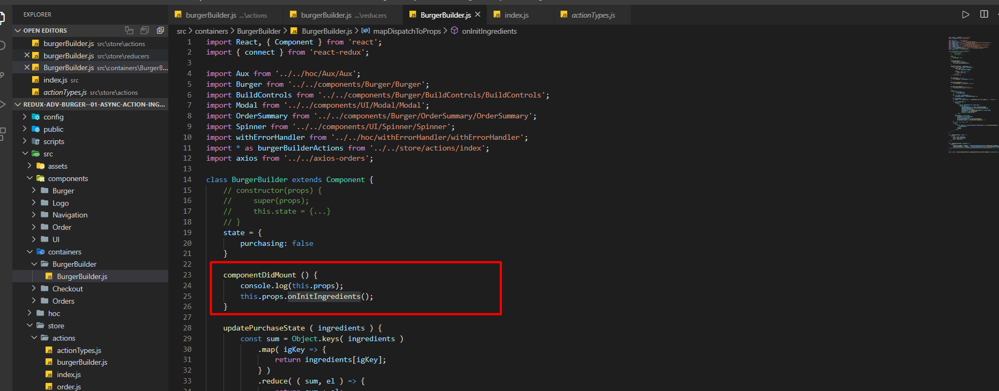 EXPLORER
OPEN EDITORS
burgerBuilder.js src\store\actions
burgerBuilder.js src\store\reducers
BurgerBuilder.js src\containers\BurgerB...
index.js src
actionTypes.js src\store\actions
REDUX-ADV-BURGER--01-ASYNC-ACTION-ING...
config
public
scripts
src
assets
components
Burger
Logo
Navigation
Order
UI
containers
BurgerBuilder
BurgerBuilder.js
Checkout
Orders
hoc
store
actions
actionTypes.js
burgerBuilder.js
index.js
order.js
burgerBuilder.js ...\actions
burgerBuilder.js ...\reducers
BurgerBuilder.js
index.js
actionTypes.js
src > containers > BurgerBuilder > BurgerBuilder.js > mapDispatchToProps > onInitIngredients
1 import React, { Component } from 'react';
2 import { connect } from 'react-redux';
3
4 import Aux from '../../hoc/Aux/Aux';
5 import Burger from '../../components/Burger/Burger';
6 import BuildControls from '../../components/Burger/BuildControls/BuildControls';
7 import Modal from '../../components/UI/Modal/Modal';
8 import OrderSummary from '../../components/Burger/OrderSummary/OrderSummary';
9 import Spinner from '../../components/UI/Spinner/Spinner';
10 import withErrorHandler from '../../hoc/withErrorHandler/withErrorHandler';
11 import * as burgerBuilderActions from '../../store/actions/index';
12 import axios from '../../axios-orders';
13
14 class BurgerBuilder extends Component {
15 // constructor(props) {
16 // super(props);
17 // this.state = {...}
18 // }
19 state = {
20 purchasing: false
21 }
22
23 componentDidMount () {
24 console.log(this.props);
25 this.props.onInitIngredients();
26 }
27
28 updatePurchaseState ( ingredients ) {
29 const sum = Object.keys( ingredients )
30 .map( igKey => {
31 return ingredients[igKey];
32 } )
33 .reduce( ( sum, el ) => {